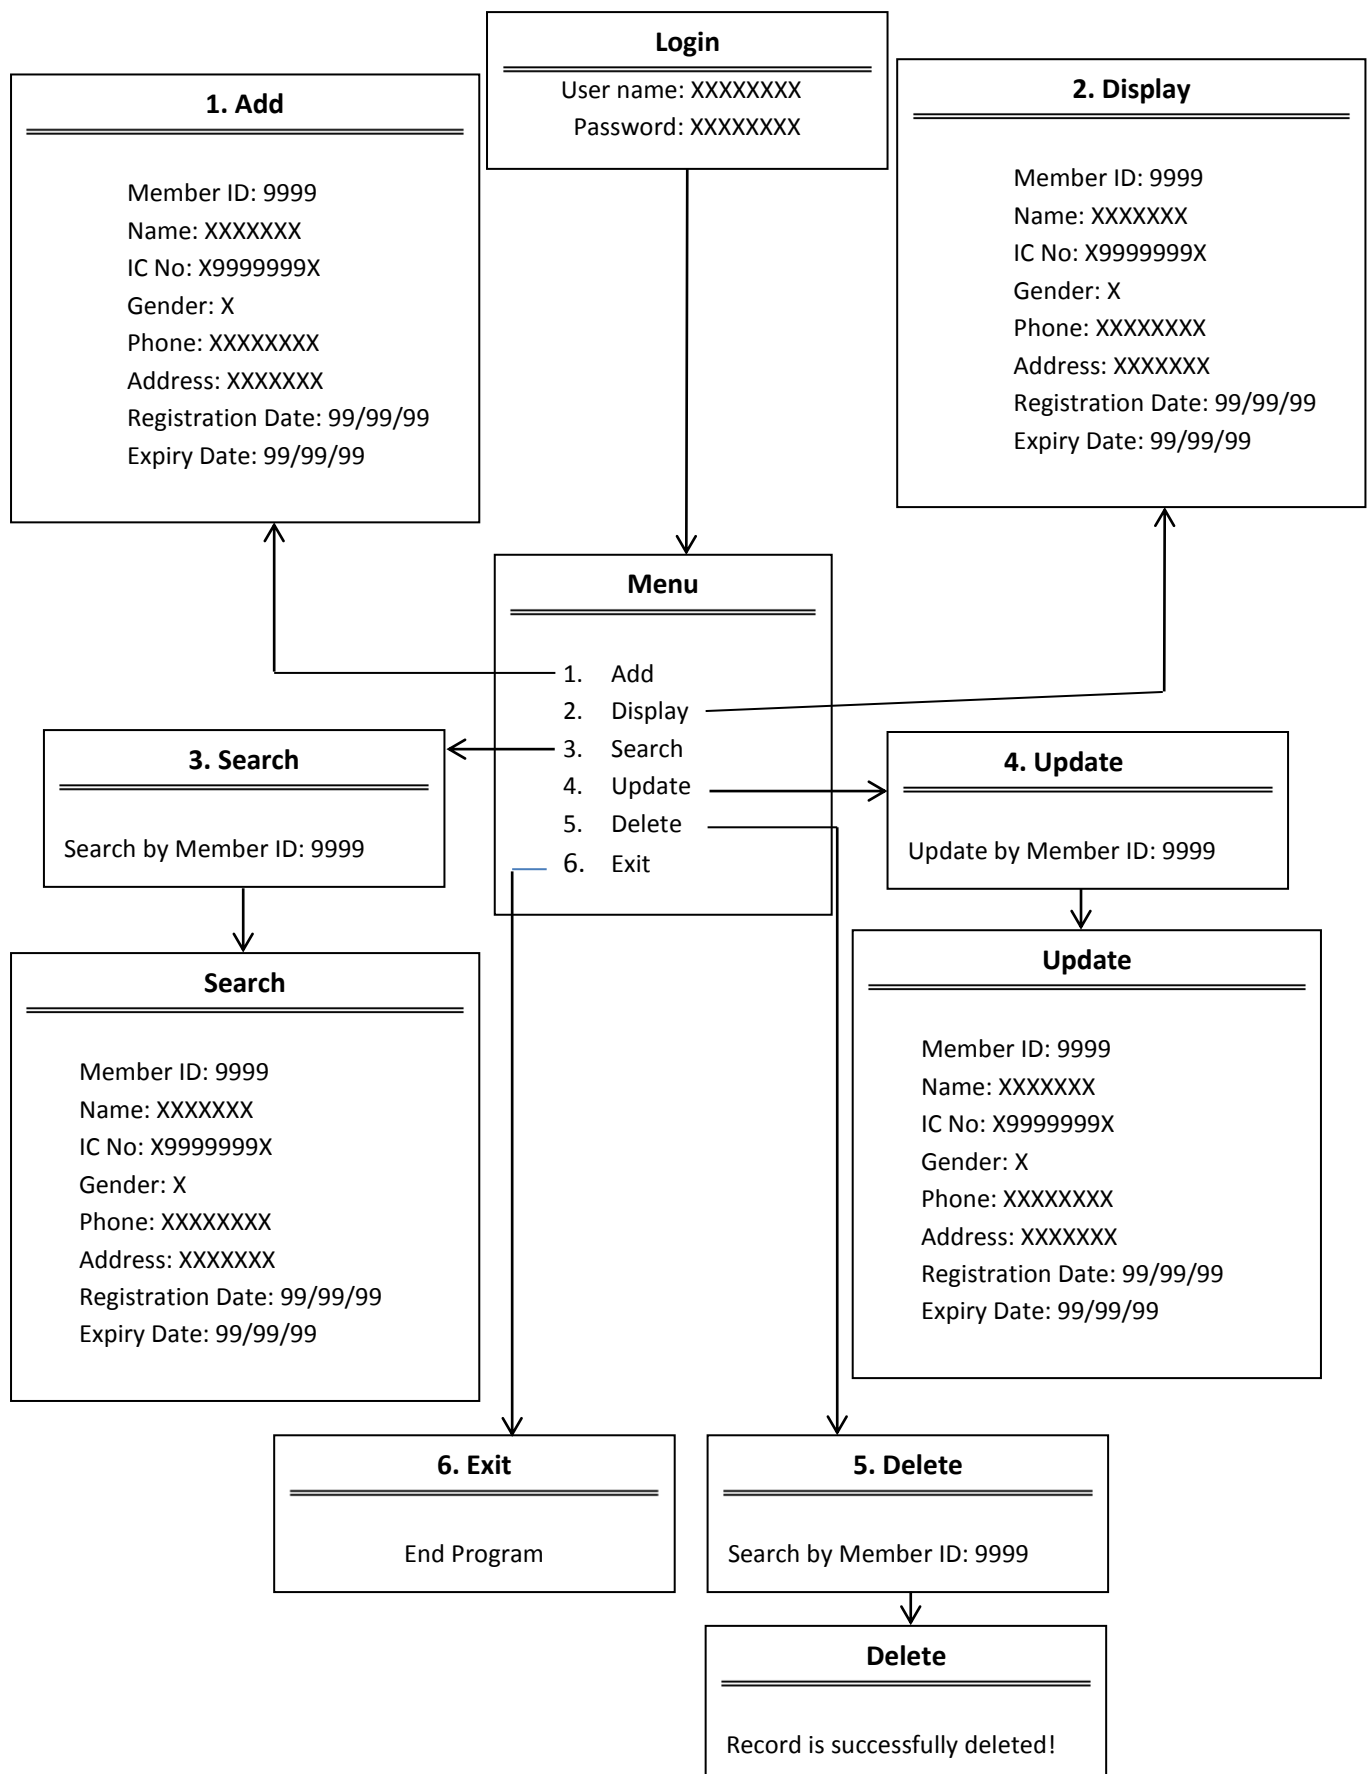 Login
User name: XXXXXXXX
Password: XXXXXXXX
1. Add
Member ID: 9999
Name: XXXXXXX
IC No: X9999999X
Gender: X
Phone: XXXXXXXX
Address: XXXXXXX
Registration Date: 99/99/99
Expiry Date: 99/99/99
2. Display
Member ID: 9999
Name: XXXXXXX
IC No: X9999999X
Gender: X
Phone: XXXXXXXX
Address: XXXXXXX
Registration Date: 99/99/99
Expiry Date: 99/99/99
Menu
1. Add
2. Display
3. Search
4. Update
5. Delete
6. Exit
3. Search
Search by Member ID: 9999
4. Update
Update by Member ID: 9999
Search
Member ID: 9999
Name: XXXXXXX
IC No: X9999999X
Gender: X
Phone: XXXXXXXX
Address: XXXXXXX
Registration Date: 99/99/99
Expiry Date: 99/99/99
Update
Member ID: 9999
Name: XXXXXXX
IC No: X9999999X
Gender: X
Phone: XXXXXXXX
Address: XXXXXXX
Registration Date: 99/99/99
Expiry Date: 99/99/99
6. Exit
End Program
5. Delete
Search by Member ID: 9999
Delete
Record is successfully deleted!